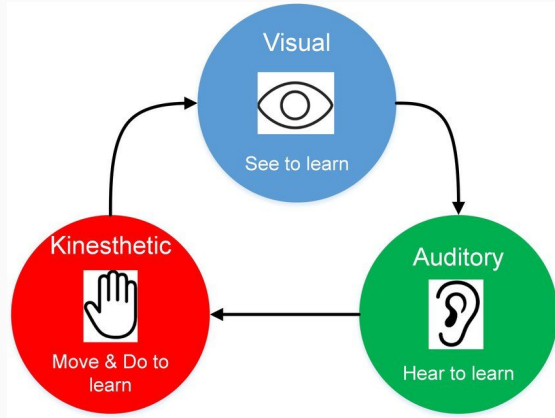 Visual
See to learn
Auditory
Hear to learn
Kinesthetic
Move & Do to
learn